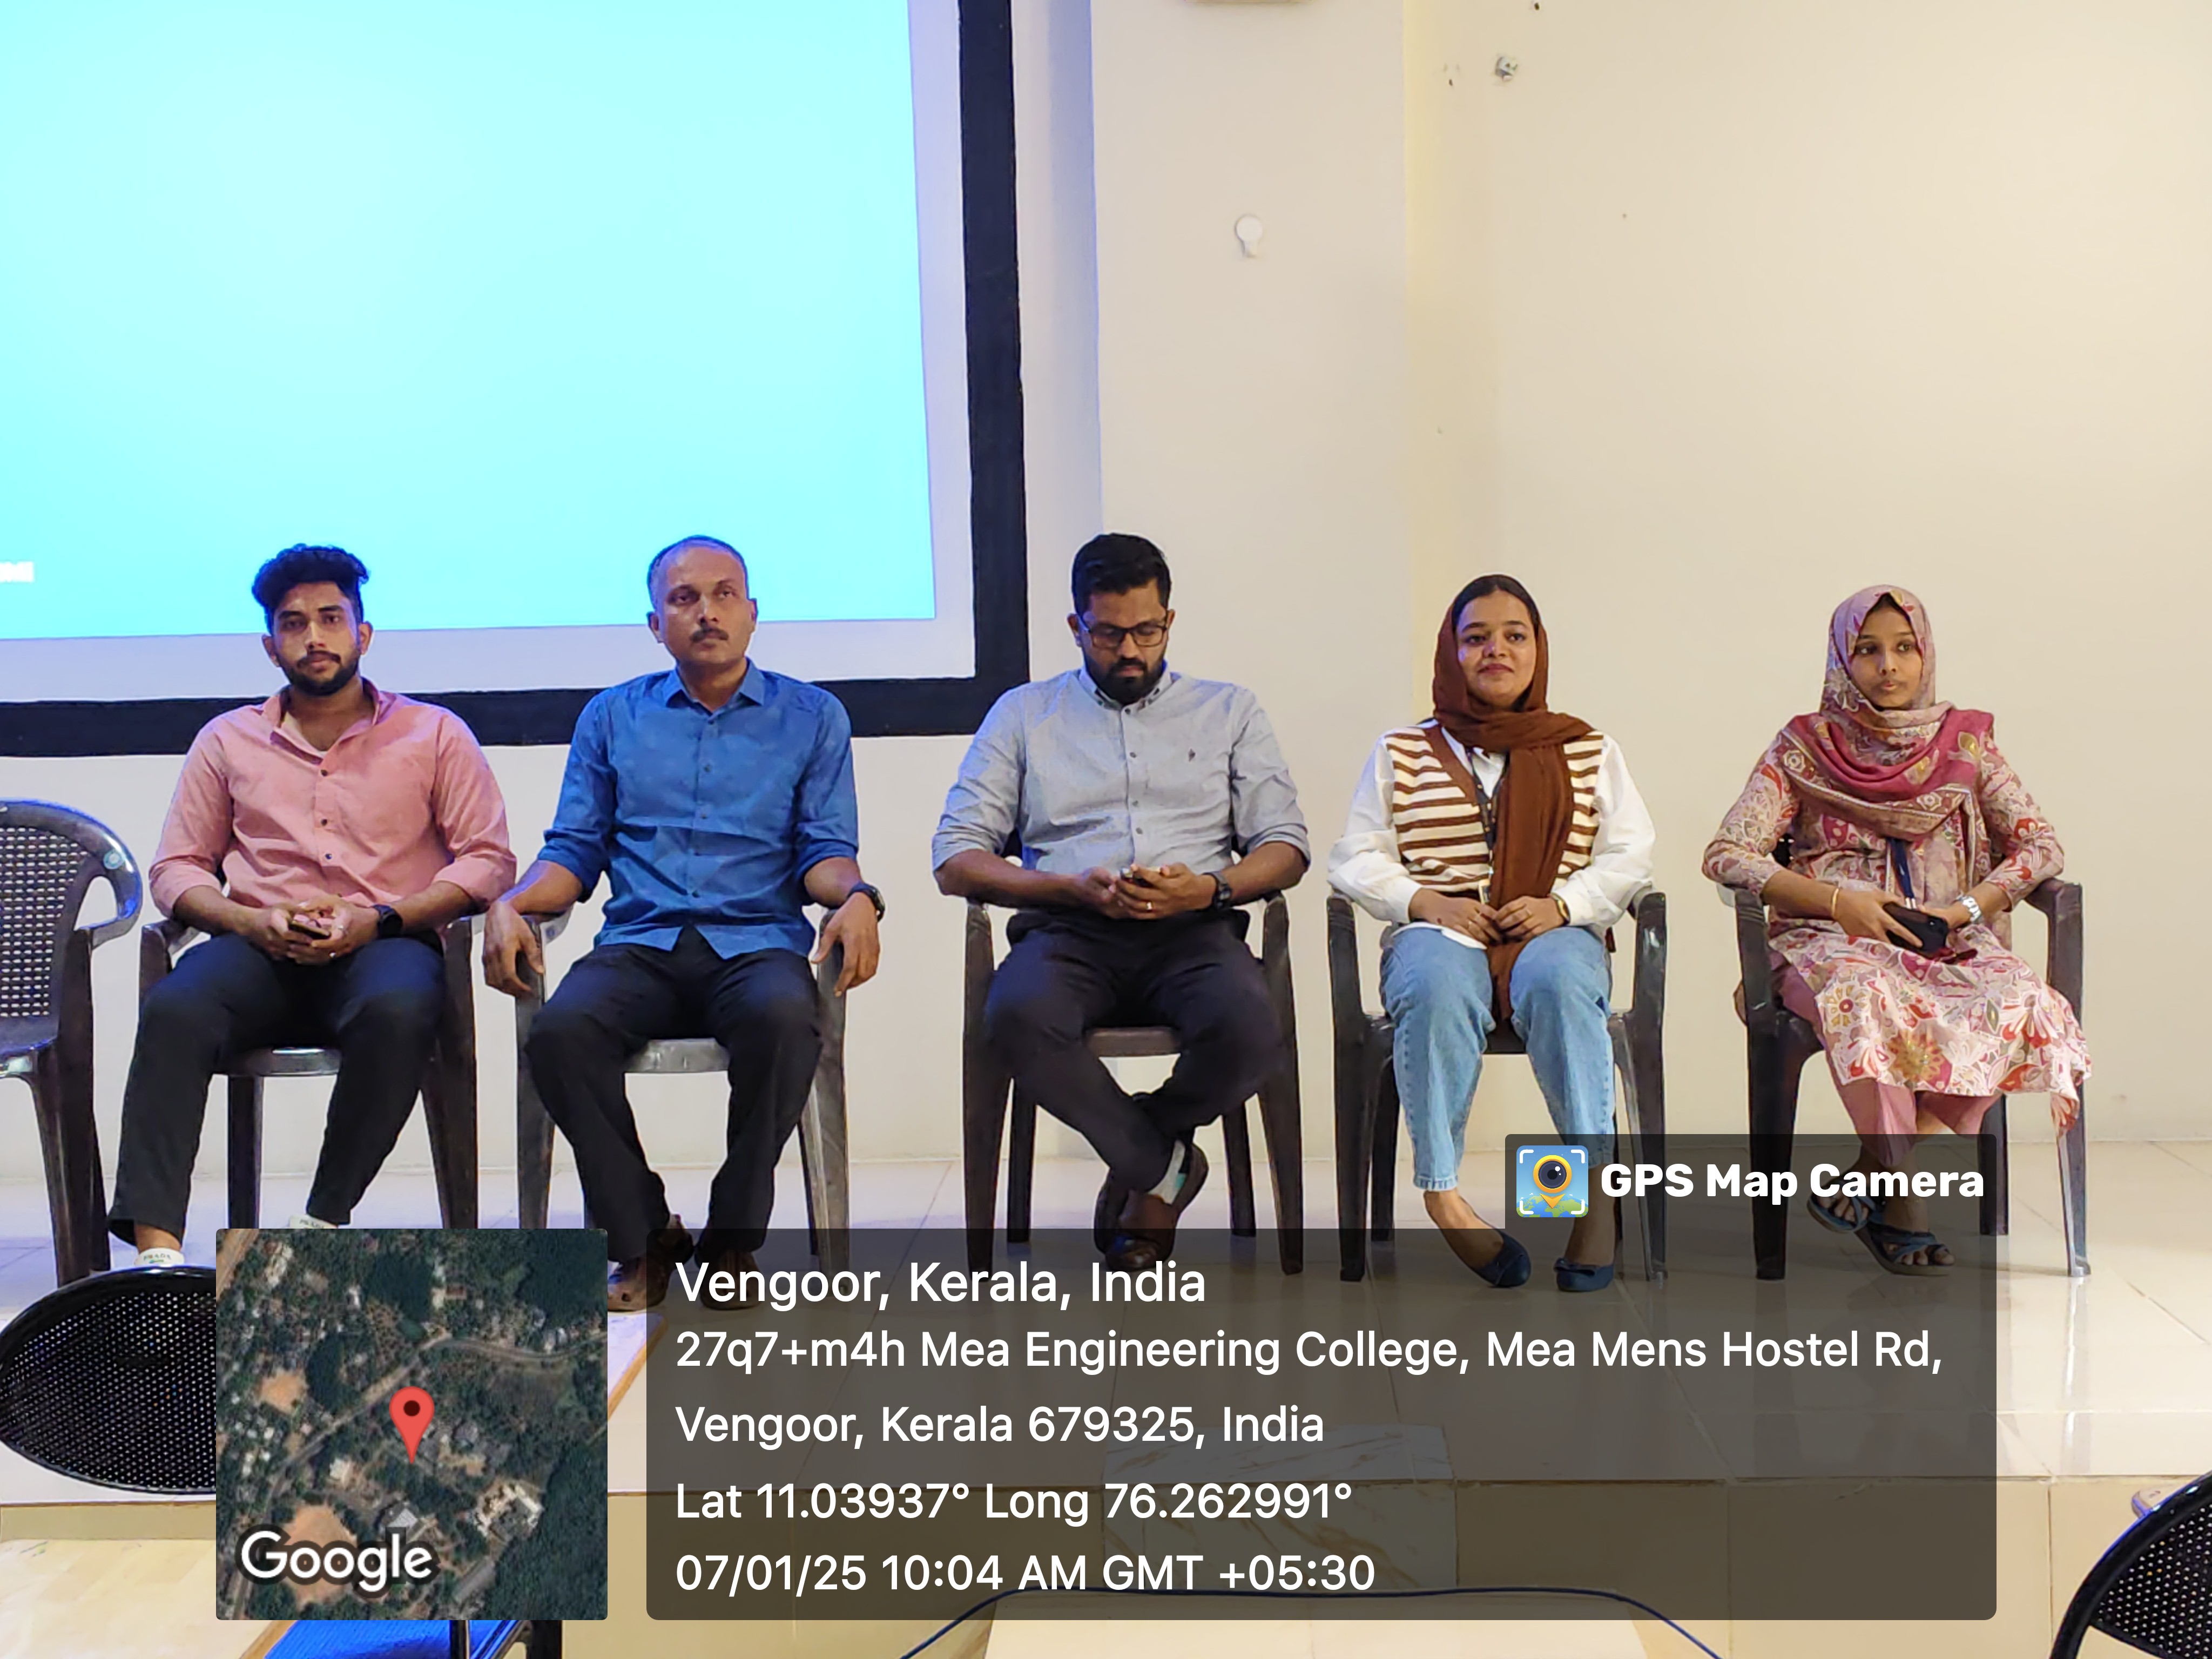 PRADA
GPS Map Camera
Vengoor, Kerala, India
27q7+m4h Mea Engineering College, Mea Mens Hostel Rd,
Vengoor, Kerala 679325, India
Lat 11.03937° Long 76.262991°
07/01/25 10:04 AM GMT +05:30
Google